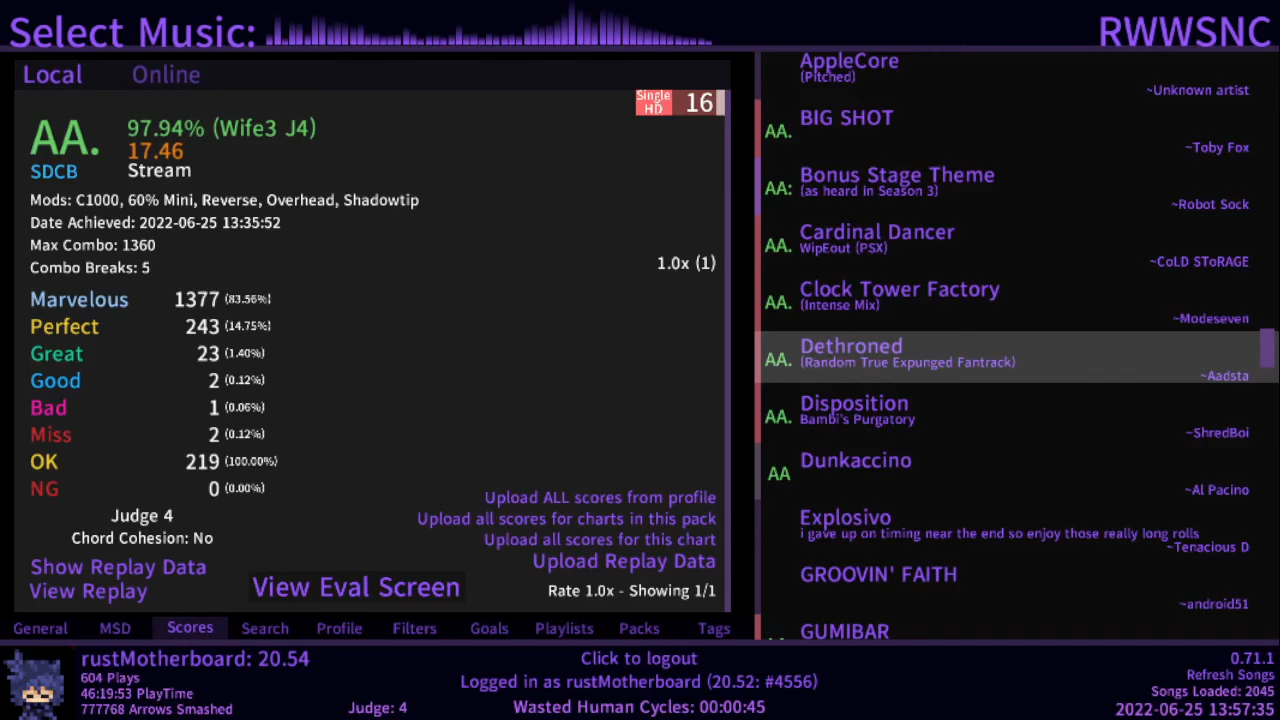 Select Music:
RWWSNC
Local Online
Single HD 16
AA. 97.94% (Wife3 J4)
17.46
SDCB Stream
Mods: C1000, 60% Mini, Reverse, Overhead, Shadowtip
Date Achieved: 2022-06-25 13:35:52
Max Combo: 1360
Combo Breaks: 5
1.0x (1)
Marvelous 1377 (83.56%)
Perfect 243 (14.75%)
Great 23 (1.40%)
Good 2 (0.12%)
Bad 1 (0.06%)
Miss 2 (0.12%)
OK 219 (100.00%)
NG 0 (0.00%)
Judge 4
Chord Cohesion: No
Show Replay Data
View Replay
View Eval Screen
Upload ALL scores from profile
Upload all scores for charts in this pack
Upload all scores for this chart
Upload Replay Data
Rate 1.0x - Showing 1/1
General MSD Scores Search Profile Filters Goals Playlists Packs Tags
AppleCore
(Pitched)
~Unknown artist
AA. BIG SHOT
~Toby Fox
AA: Bonus Stage Theme
(as heard in Season 3)
~Robot Sock
AA. Cardinal Dancer
WipEout (PSX)
~CoLD SToRAGE
AA. Clock Tower Factory
(Intense Mix)
~Modeseven
AA. Dethroned
(Random True Expunged Fantrack)
~Aadsta
AA. Disposition
Bambi's Purgatory
~ShredBoi
AA Dunkaccino
~Al Pacino
Explosivo
i gave up on timing near the end so enjoy those really long rolls
~Tenacious D
GROOVIN' FAITH
~android51
GUMIBAR
rustMotherboard: 20.54
604 Plays
46:19:53 PlayTime
777768 Arrows Smashed
Judge: 4
Click to logout
Logged in as rustMotherboard (20.52: #4556)
Wasted Human Cycles: 00:00:45
0.71.1
Refresh Songs
Songs Loaded: 2045
2022-06-25 13:57:35